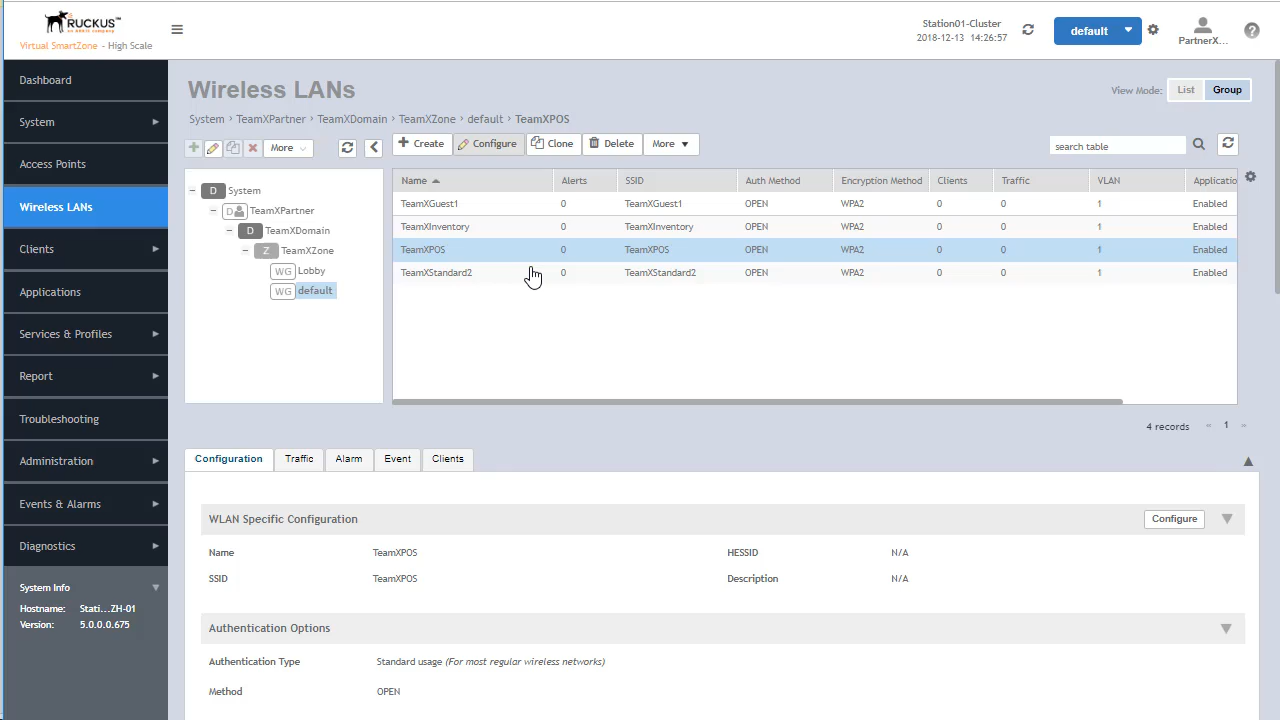 RUCKUS™
Virtual SmartZone - High Scale
Station01-Cluster
2018-12-13 14:26:57
default
PartnerX...
Dashboard
System
Access Points
Wireless LANs
Clients
Applications
Services & Profiles
Report
Troubleshooting
Administration
Events & Alarms
Diagnostics
System Info
Hostname: Stati...ZH-01
Version: 5.0.0.0.675
Wireless LANs
View Mode: List Group
System > TeamXPartner > TeamXDomain > TeamXZone > default > TeamXPOS
More
Create Configure Clone Delete More
search table
D System
D TeamXPartner
D TeamXDomain
Z TeamXZone
WG Lobby
WG default
Name Alerts SSID Auth Method Encryption Method Clients Traffic VLAN Applicatio
TeamXGuest1 0 TeamXGuest1 OPEN WPA2 0 0 1 Enabled
TeamXInventory 0 TeamXInventory OPEN WPA2 0 0 1 Enabled
TeamXPOS 0 TeamXPOS OPEN WPA2 0 0 1 Enabled
TeamXStandard2 0 TeamXStandard2 OPEN WPA2 0 0 1 Enabled
4 records « 1 »
Configuration Traffic Alarm Event Clients
WLAN Specific Configuration Configure
Name TeamXPOS HESSID N/A
SSID TeamXPOS Description N/A
Authentication Options
Authentication Type Standard usage (For most regular wireless networks)
Method OPEN